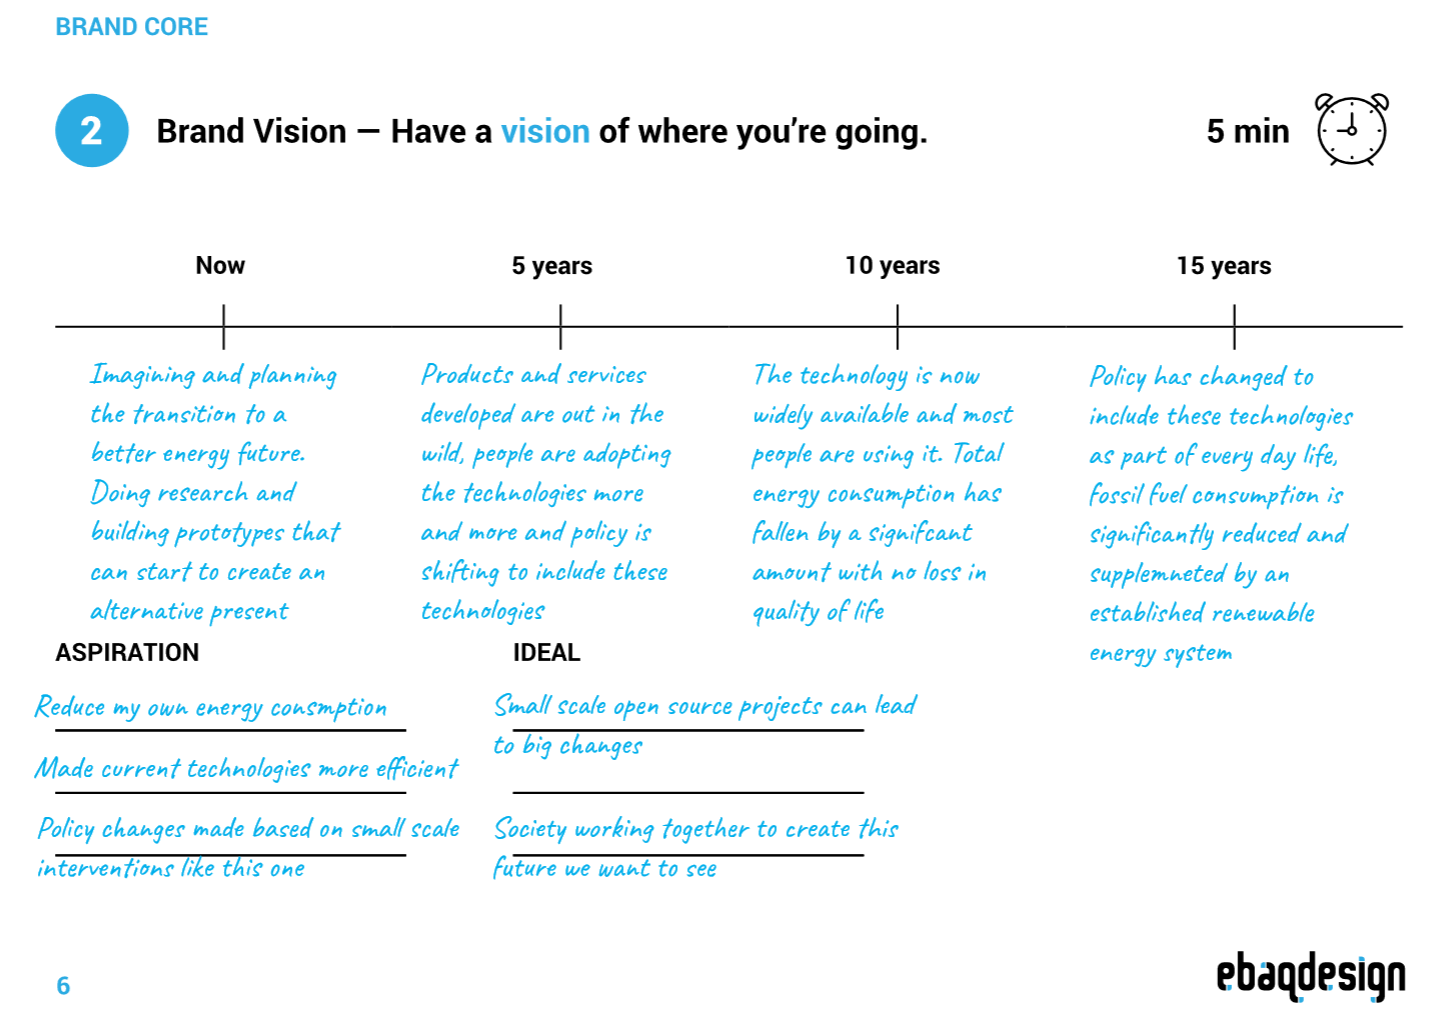 BRAND CORE
2
Brand Vision — Have a vision of where you're going.
5 min
Now
5 years
10 years
15 years
Imagining and planning
the transition to a
better energy future.
Doing research and
building prototypes that
can start to create an
alternative present
Products and services
developed are out in the
wild, people are adopting
the technologies more
and more and policy is
shifting to include these
technologies
The technology is now
widely available and most
people are using it. Total
energy consumption has
fallen by a signifcant
amount with no loss in
quality of life
Policy has changed to
include these technologies
as part of every day life,
fossil fuel consumption is
significantly reduced and
supplemneted by an
established renewable
energy system
ASPIRATION
Reduce my own energy consmption
Made current technologies more efficient
Policy changes made based on small scale
interventions like this one
IDEAL
Small scale open source projects can lead
to big changes
Society working together to create this
future we want to see
6
ebaqdesign